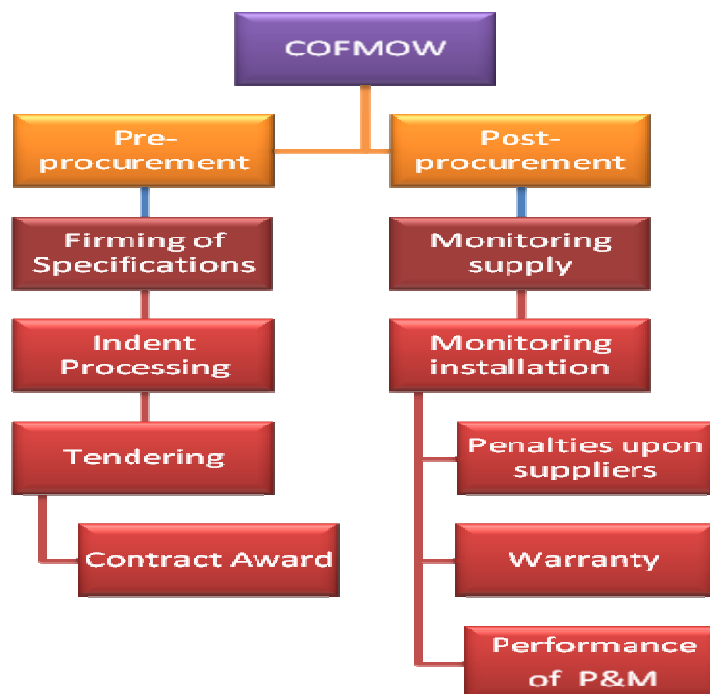 COFMOW
Pre-
procurement
Post-
procurement
Firming of
Specifications
Monitoring
supply
Indent
Processing
Monitoring
installation
Tendering
Penalties upon
suppliers
Contract Award
Warranty
Performance
of P&M